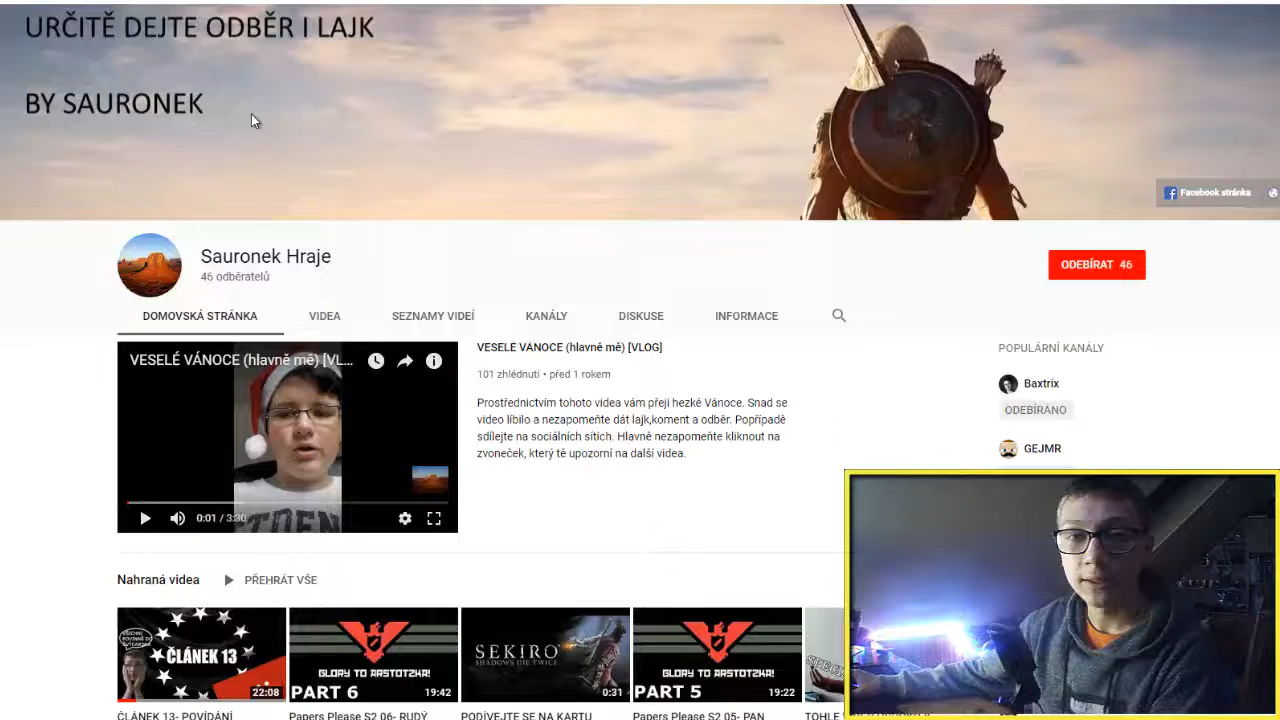 URČITĚ DEJTE ODBĚR I LAJK
BY SAURONEK
Facebook stránka
Sauronek Hraje
46 odběratelů
ODEBÍRAT 46
DOMOVSKÁ STRÁNKA
VIDEA
SEZNAMY VIDEÍ
KANÁLY
DISKUSE
INFORMACE
VESELÉ VÁNOCE (hlavně mě) [VL...
0:01 / 3:30
VESELÉ VÁNOCE (hlavně mě) [VLOG]
101 zhlédnutí • před 1 rokem
Prostřednictvím tohoto videa vám přeji hezké Vánoce. Snad se
video líbilo a nezapomeňte dát lajk,koment a odběr. Popřípadě
sdílejte na sociálních sítích. Hlavně nezapomeňte kliknout na
zvoneček, který tě upozorní na další videa.
POPULÁRNÍ KANÁLY
Baxtrix
ODEBÍRÁNO
GEJMR
Nahraná videa
PŘEHRÁT VŠE
ČLÁNEK 13
22:08
GLORY TO ARSTOTZKA!
PART 6
19:42
SEKIRO
SHADOWS DIE TWICE
0:31
GLORY TO ARSTOTZKA!
PART 5
19:22
ČLÁNEK 13- POVÍDÁNÍ
Papers Please S2 06- RUDÝ
PODÍVEJTE SE NA KARTU
Papers Please S2 05- PAN